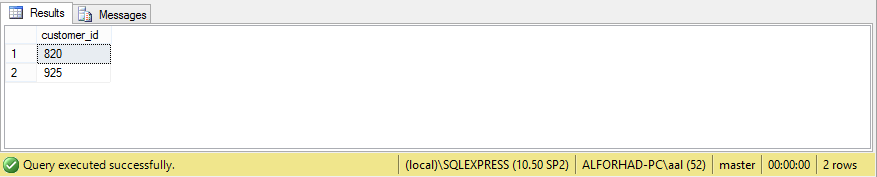 Results Messages
customer_id
1 820
2 925
Query executed successfully. (local)\SQLEXPRESS (10.50 SP2) ALFORHAD-PC\aal (52) master 00:00:00 2 rows